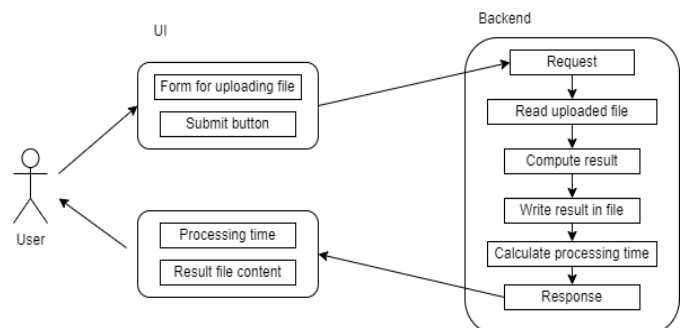 UI
Backend
Form for uploading file
Submit button
User
Processing time
Result file content
Request
Read uploaded file
Compute result
Write result in file
Calculate processing time
Response